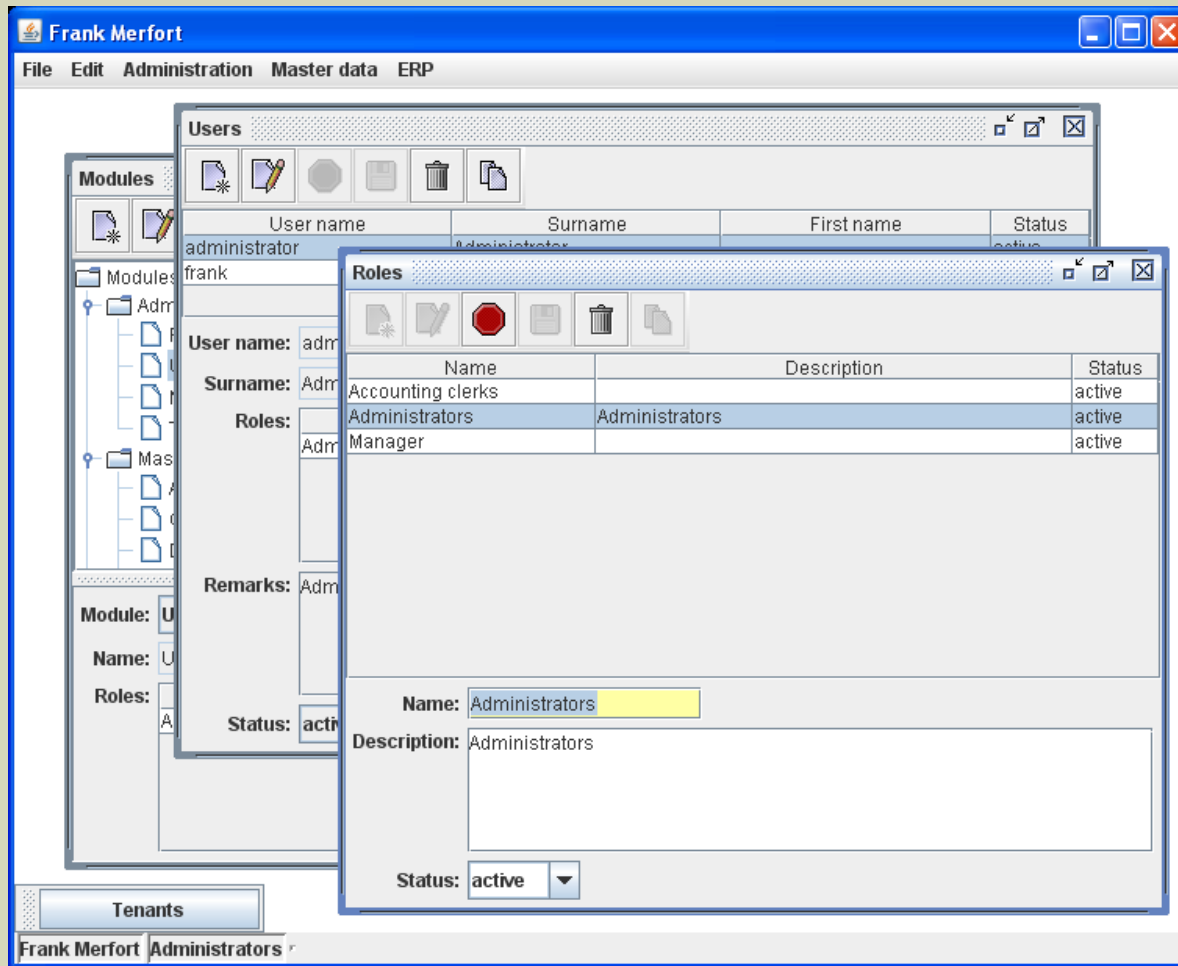 Frank Merfort
File Edit Administration Master data ERP
Users
User name Surname First name Status
administrator Administrator active
frank
User name:
Surname:
Roles:
Remarks:
Status:
Modules
Modules
Module:
Name:
Roles:
Roles
Name Description Status
Accounting clerks active
Administrators Administrators active
Manager active
Name: Administrators
Description: Administrators
Status: active
Tenants
Frank Merfort Administrators